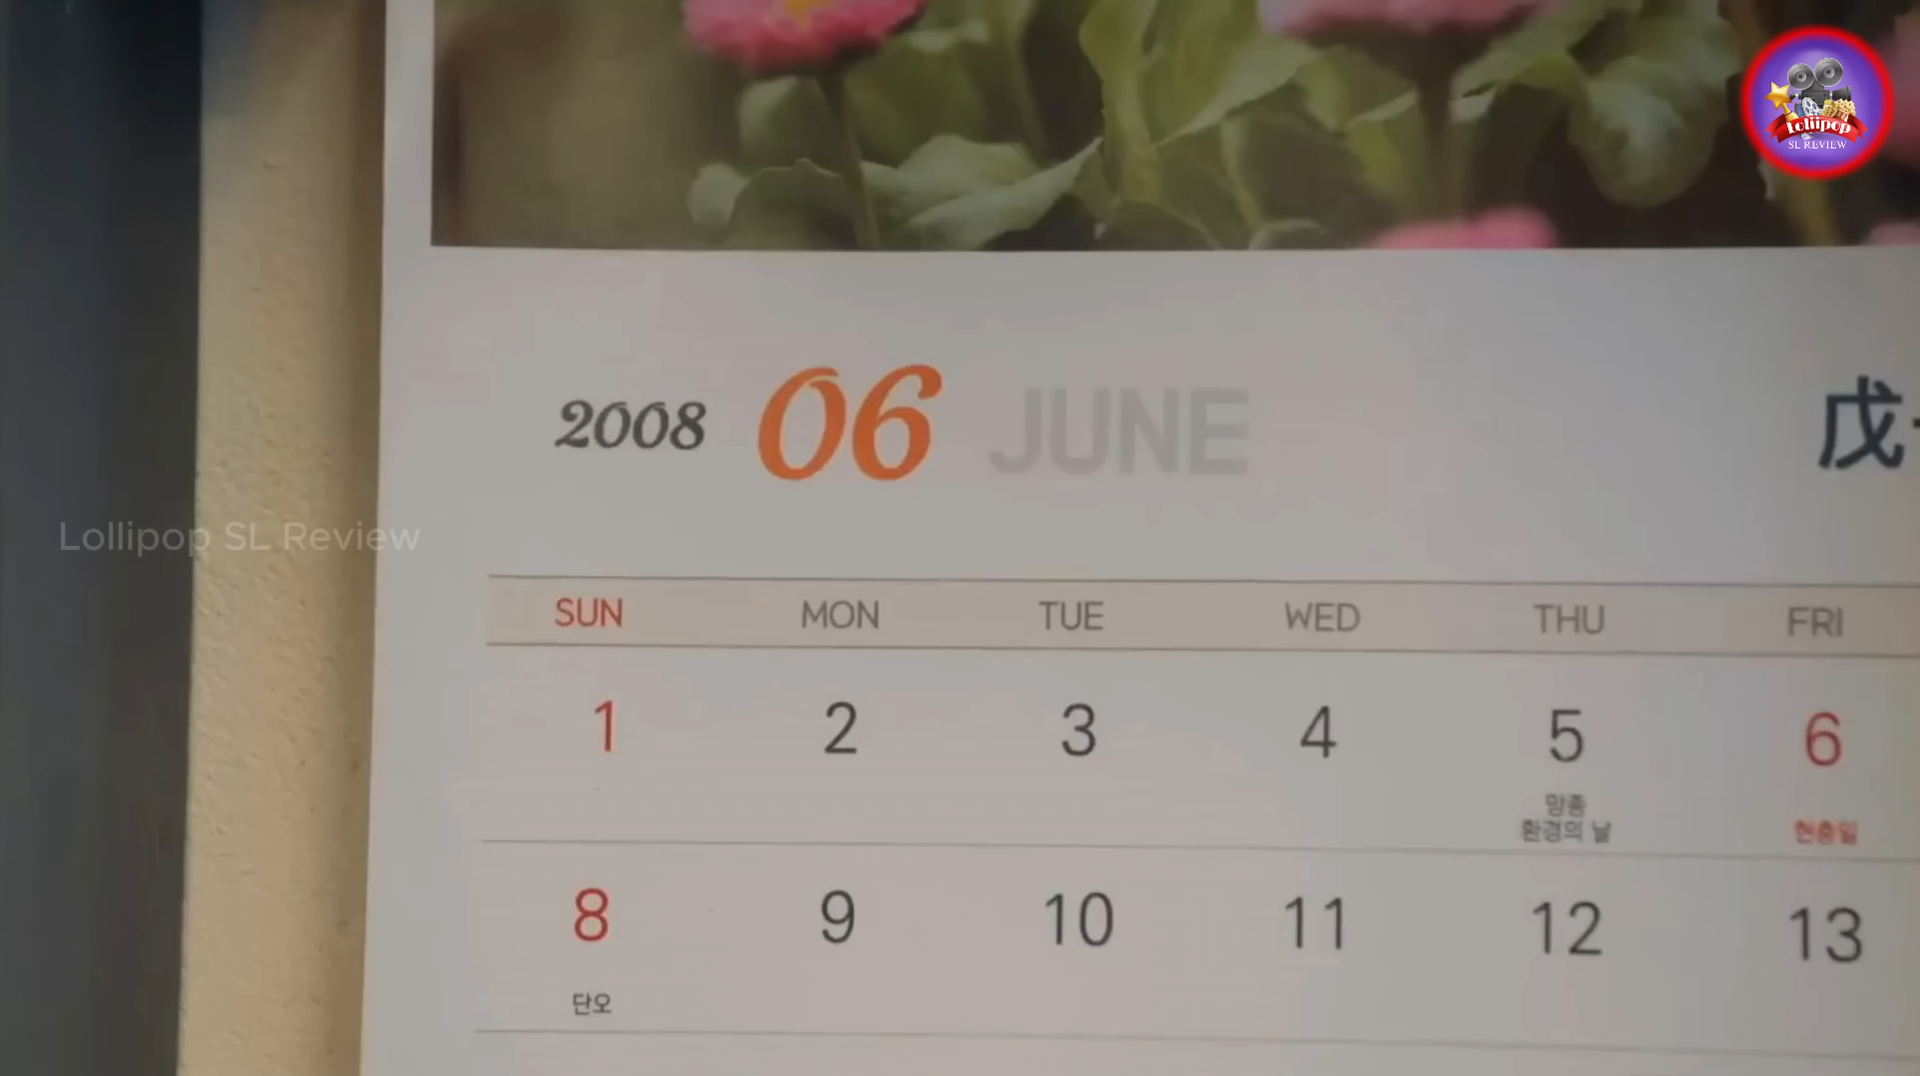 Loliipop
SL REVIEW
2008 06 JUNE 戊
Lollipop SL Review
SUN MON TUE WED THU FRI
1 2 3 4 5 6
망종
환경의 날 현충일
8 9 10 11 12 13
단오